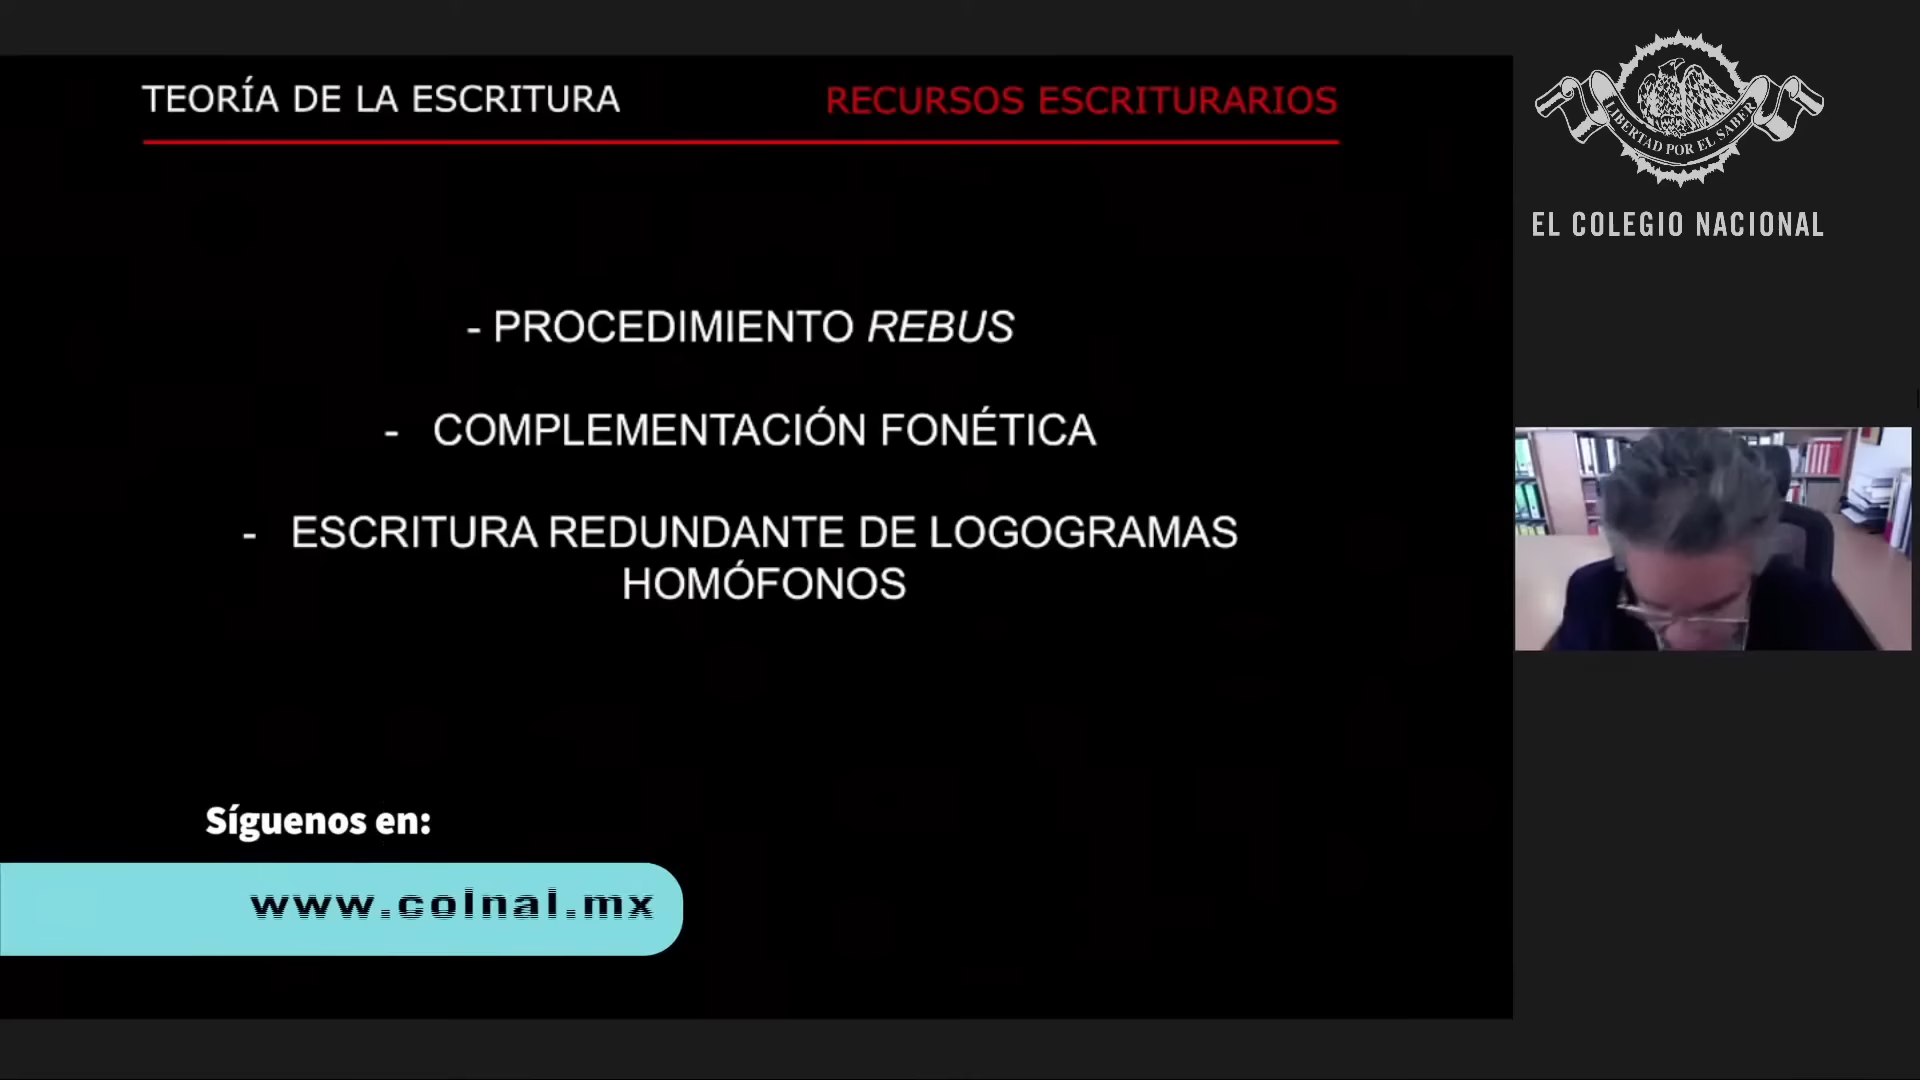 TEORÍA DE LA ESCRITURA
RECURSOS ESCRITURARIOS
- PROCEDIMIENTO REBUS
- COMPLEMENTACIÓN FONÉTICA
- ESCRITURA REDUNDANTE DE LOGOGRAMAS
HOMÓFONOS
Síguenos en:
www.colnal.mx
LIBERTAD POR EL SABER
EL COLEGIO NACIONAL